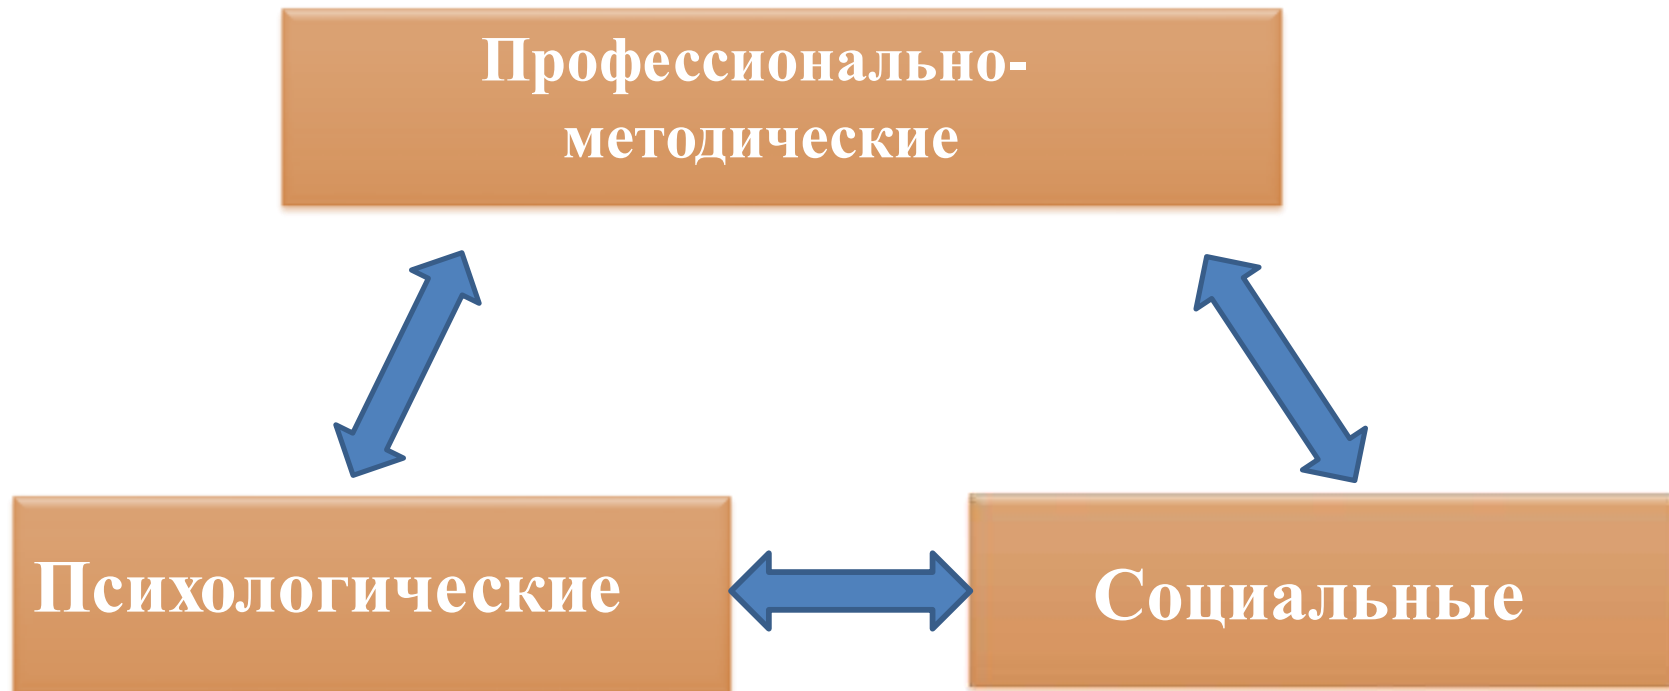 Профессионально-
методические
Психологические
Социальные